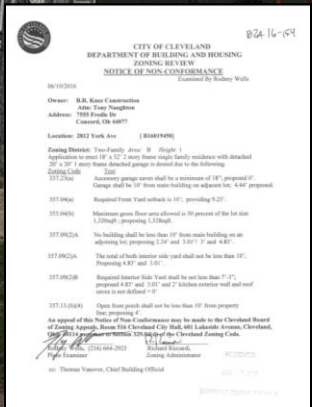 BZA 16-154
CITY OF CLEVELAND
DEPARTMENT OF BUILDING AND HOUSING
ZONING REVIEW
NOTICE OF NON-CONFORMANCE
Examined By Rodney Wells
06/10/2016
Owner: B.R. Knez Construction
Attn: Tony Naughton
Address: 7555 Fredle Dr
Concord, Oh 44077
Location: 2012 York Ave [B16019450]
Zoning District: Two-Family Area: B Height 1
Application to erect 18' x 52' 2 story frame single family residence with detached
20' x 20' 1 story frame detached garage is denied due to the following.
Zoning Code Text
337.23(a) Accessory garage eaves shall be a minimum of 18"; proposed 0'.
Garage shall be 10' from main building on adjacent lot; 4.44' proposed.
357.04(a) Required Front Yard setback is 10'; providing 9.25'.
355.04(b) Maximum gross floor area allowed is 50 percent of the lot size
1,320sqft; proposing 1,528sqft.
357.09(2)A No building shall be less than 10' from main building on an
adjoining lot; proposing 2.24' and 3.01'; 3' and 4.83'.
357.09(2)A The total of both interior side yard shall not be less than 10'.
Proposing 4.83' and 3.01'.
357.09(2)B Required Interior Side Yard shall be not less than 7'-1";
proposed 4.83' and 3.01' and 2' kitchen exterior wall and roof
eaves is not defined = 0'
357.13(b)(4) Open front porch shall not be less than 10' from property
line; proposing 4'.
An appeal of this Notice of Non-Conformance may be made to the Cleveland Board
of Zoning Appeals, Room 516 Cleveland City Hall, 601 Lakeside Avenue, Cleveland,
Ohio 44114 pursuant to Section 329.02(d) of the Cleveland Zoning Code.
Rodney Wells, (216) 664-2923 Richard Riccardi,
Plans Examiner Zoning Administrator
cc: Thomas Vanover, Chief Building Official
RECEIVED